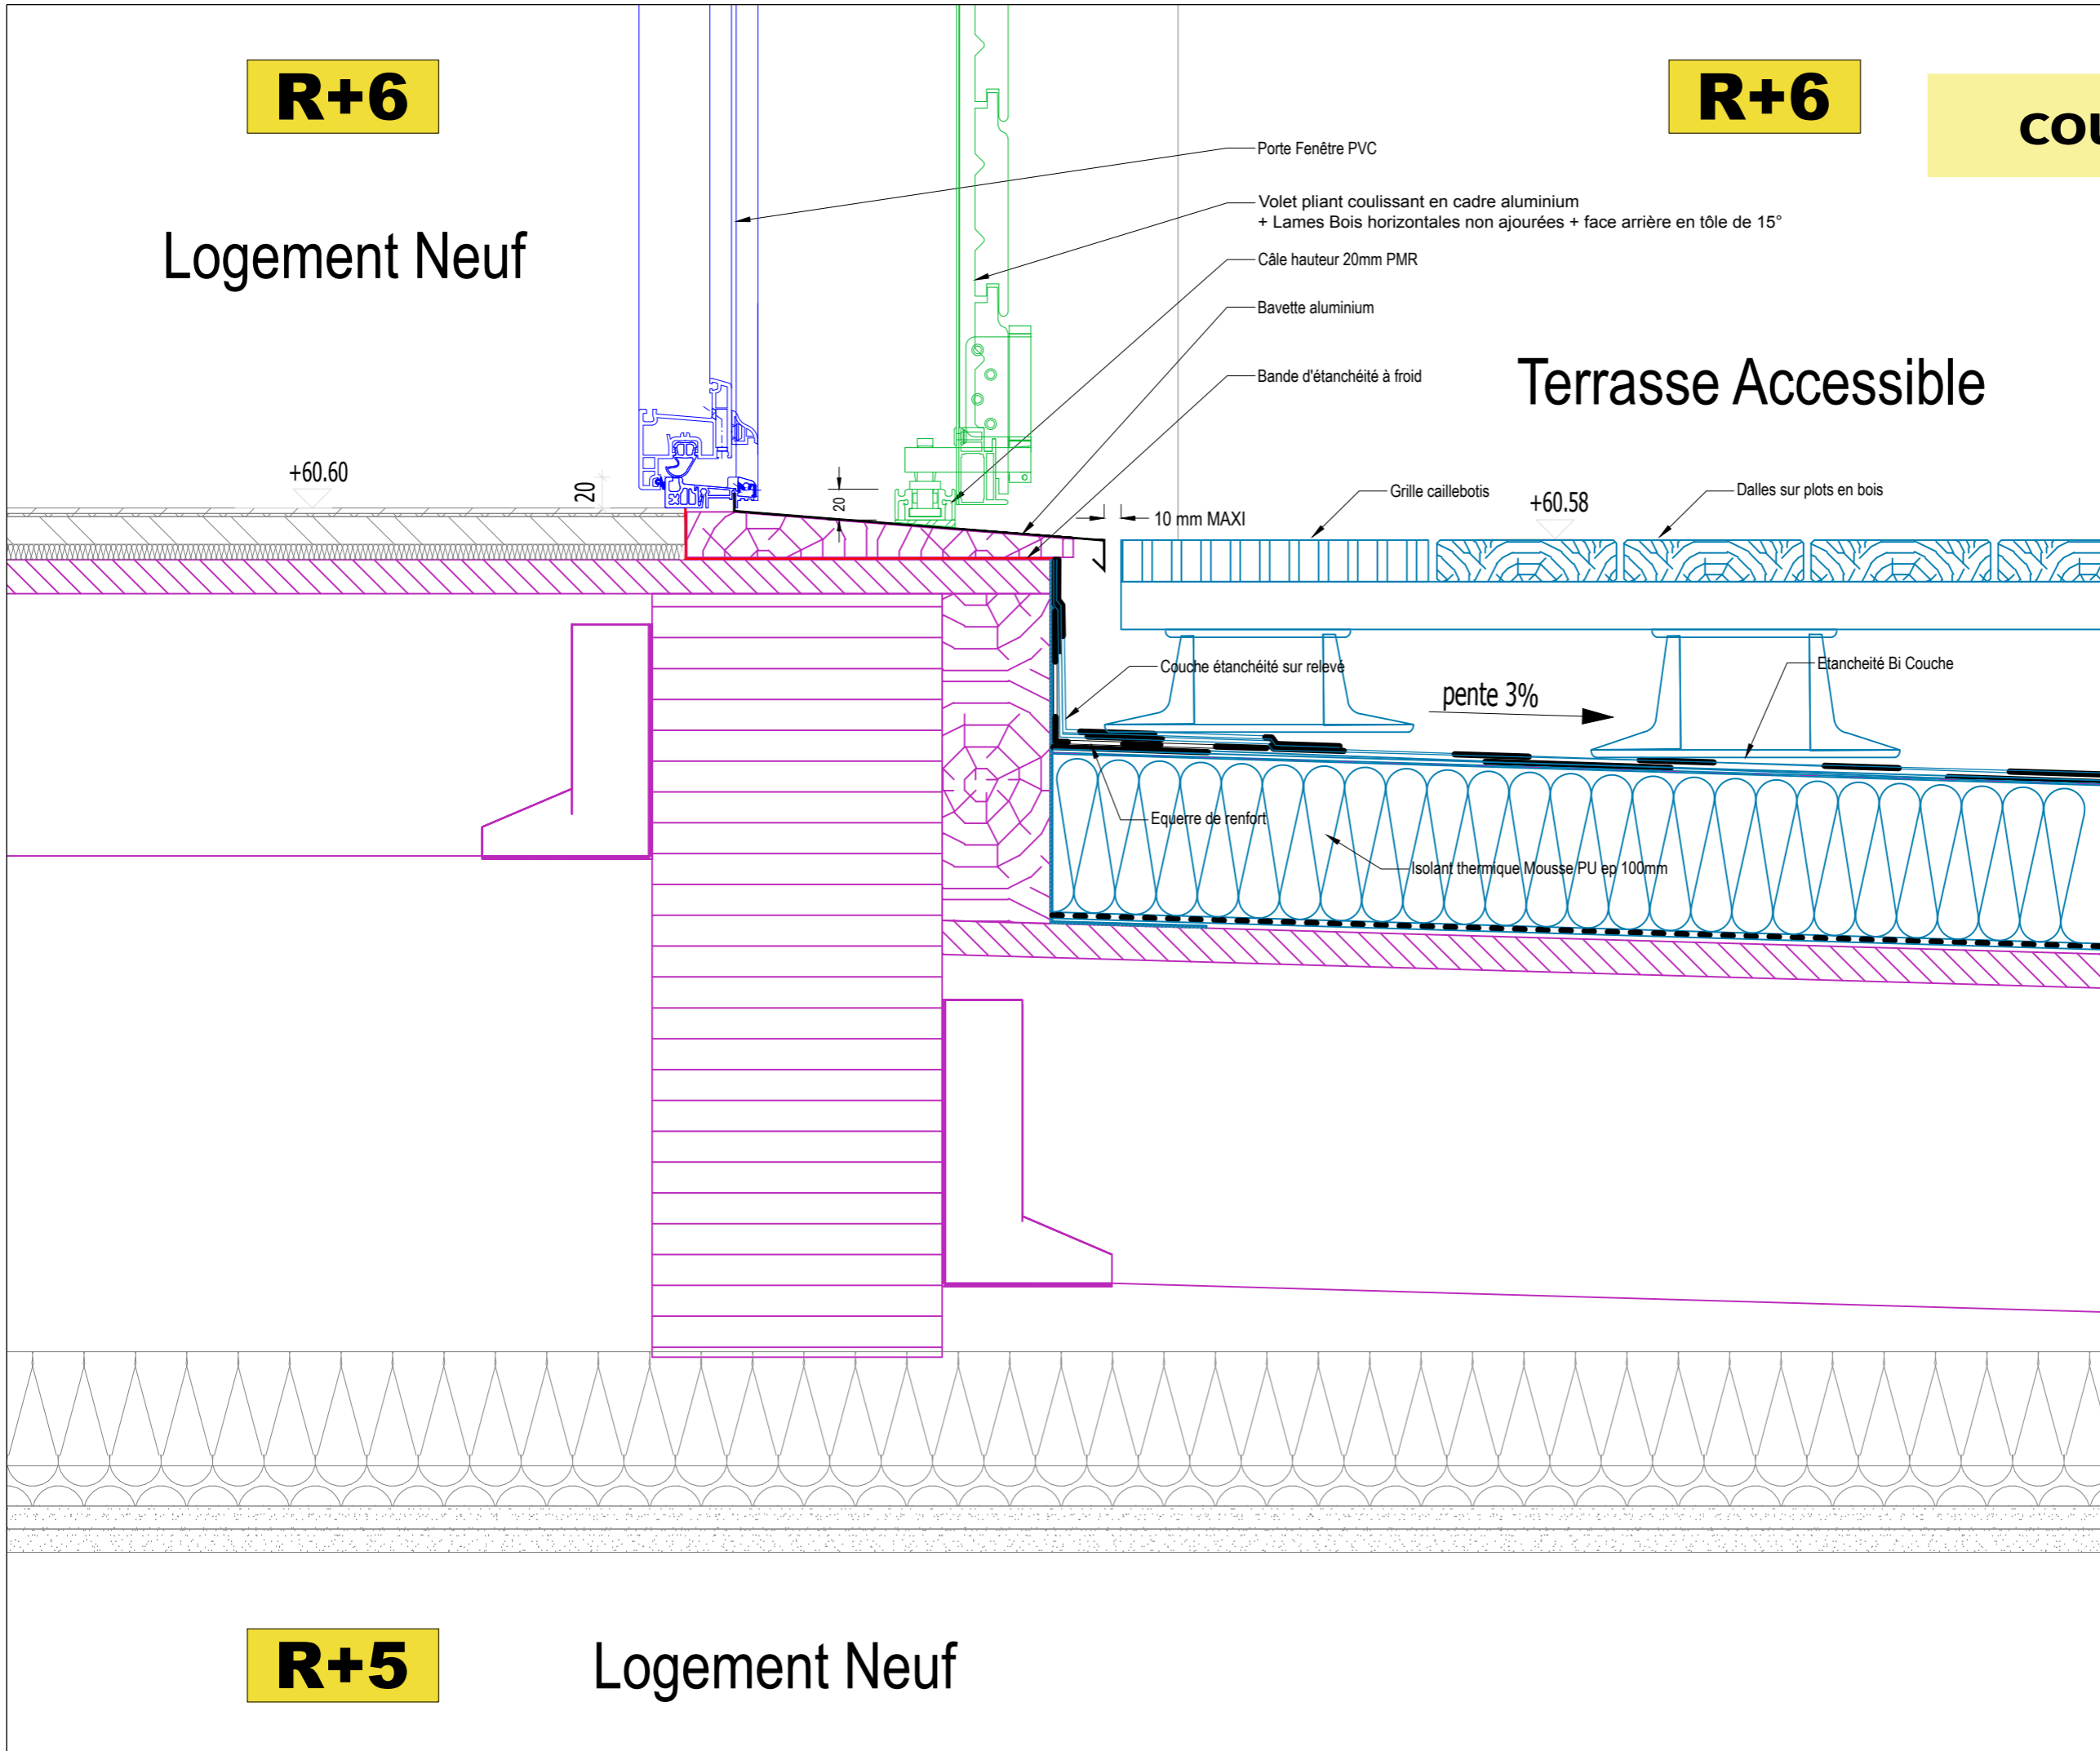 R+6
R+6
COU
Logement Neuf
Porte Fenêtre PVC
Volet pliant coulissant en cadre aluminium
+ Lames Bois horizontales non ajourées + face arrière en tôle de 15°
Câle hauteur 20mm PMR
Bavette aluminium
Bande d'étanchéité à froid
Terrasse Accessible
+60.60
20
20
10 mm MAXI
Grille caillebotis
+60.58
Dalles sur plots en bois
Couche étanchéité sur relevé
pente 3%
Etancheité Bi Couche
Equerre de renfort
Isolant thermique Mousse PU ep 100mm
R+5
Logement Neuf